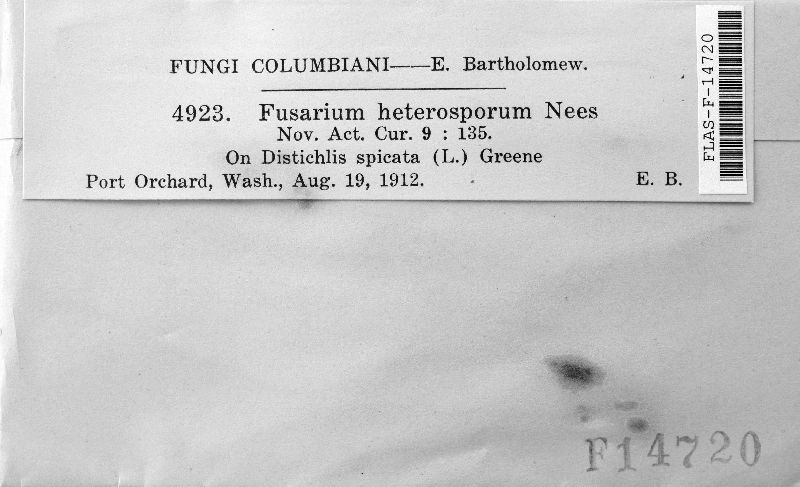 FUNGI COLUMBIANI——E. Bartholomew.
4923. Fusarium heterosporum Nees
Nov. Act. Cur. 9 : 135.
On Distichlis spicata (L.) Greene
Port Orchard, Wash., Aug. 19, 1912. E. B.
FLAS-F-14720
F14720